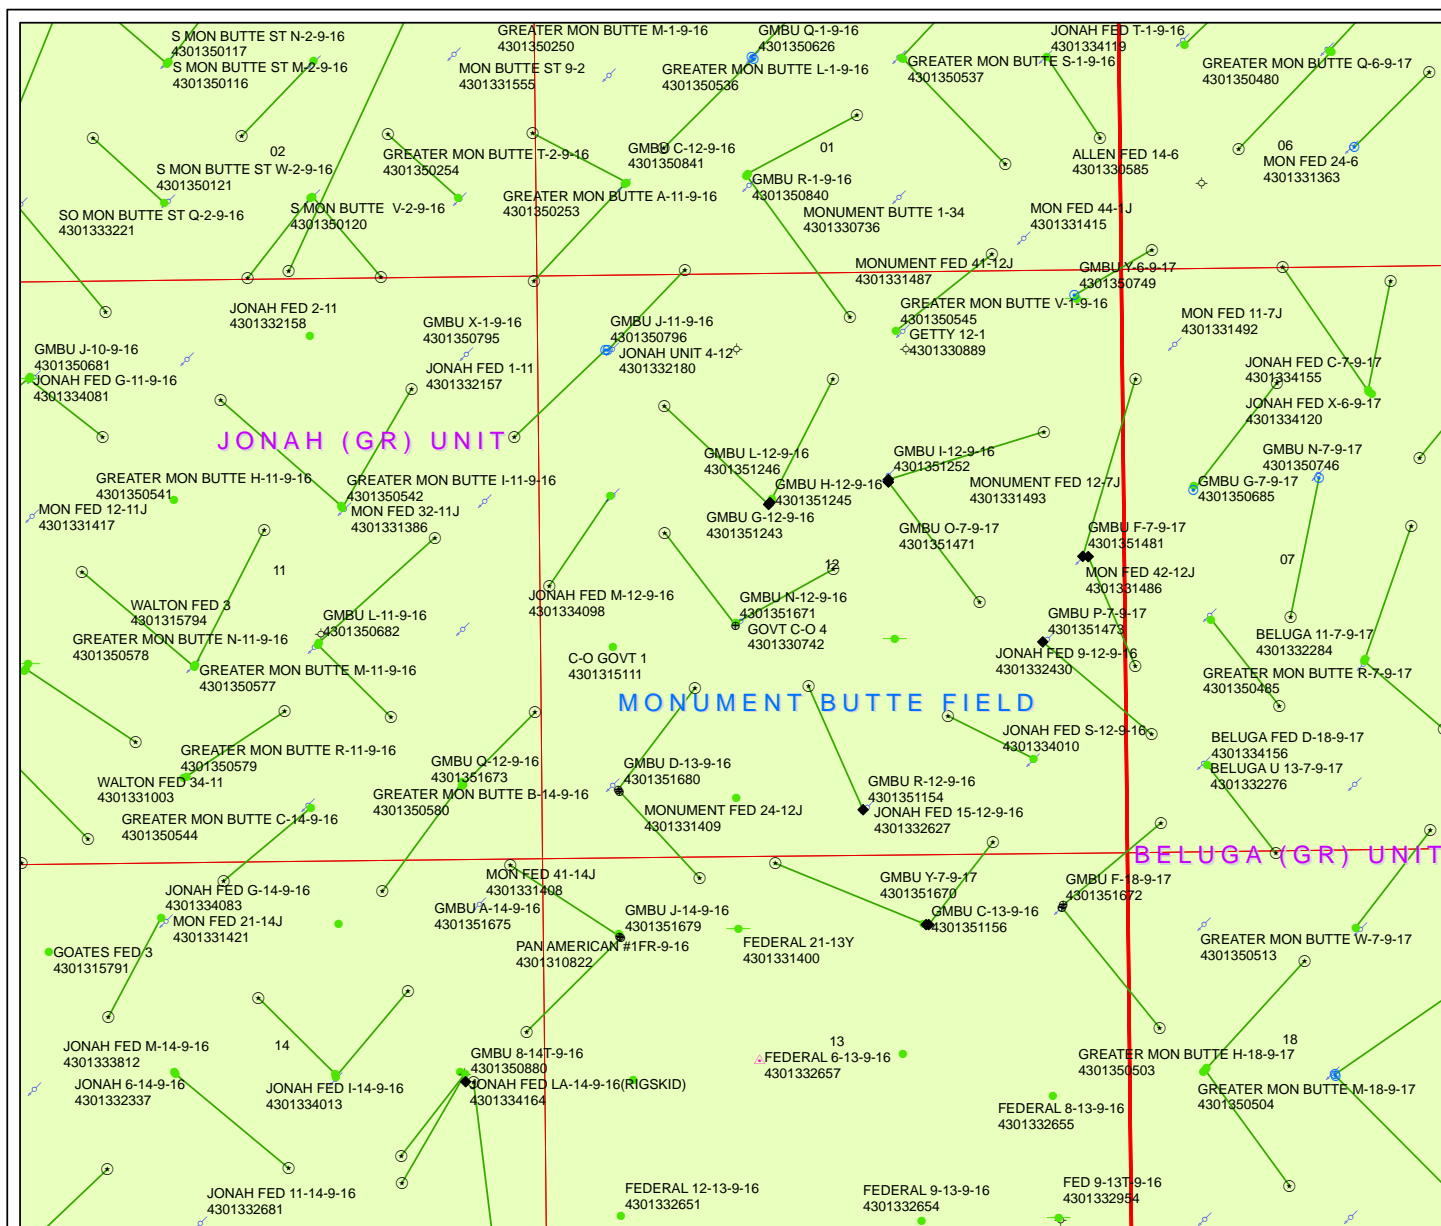 S MON BUTTE ST N-2-9-16
4301350117
S MON BUTTE ST M-2-9-16
4301350116
GREATER MON BUTTE M-1-9-16
4301350250
MON BUTTE ST 9-2
4301331555
GMBU Q-1-9-16
4301350626
GREATER MON BUTTE L-1-9-16
4301350536
GREATER MON BUTTE S-1-9-16
4301350537
JONAH FED T-1-9-16
4301334119
GREATER MON BUTTE Q-6-9-17
4301350480
02
01
06
S MON BUTTE ST W-2-9-16
4301350121
SO MON BUTTE ST Q-2-9-16
4301333221
GREATER MON BUTTE T-2-9-16
4301350254
S MON BUTTE V-2-9-16
4301350120
GMBU C-12-9-16
4301350841
GREATER MON BUTTE A-11-9-16
4301350253
GMBU R-1-9-16
4301350840
MONUMENT BUTTE 1-34
4301330736
ALLEN FED 14-6
4301330585
MON FED 24-6
4301331363
MON FED 44-1J
4301331415
MONUMENT FED 41-12J
4301331487
GMBU Y-6-9-17
4301350749
JONAH FED 2-11
4301332158
GMBU X-1-9-16
4301350795
GMBU J-11-9-16
4301350796
GREATER MON BUTTE V-1-9-16
4301350545
GETTY 12-1
4301330889
MON FED 11-7J
4301331492
GMBU J-10-9-16
4301350681
JONAH FED G-11-9-16
4301334081
JONAH FED 1-11
4301332157
JONAH UNIT 4-12
4301332180
JONAH FED C-7-9-17
4301334155
JONAH FED X-6-9-17
4301334120
JONAH (GR) UNIT
GMBU L-12-9-16
4301351246
GMBU I-12-9-16
4301351252
GMBU N-7-9-17
4301350746
GREATER MON BUTTE H-11-9-16
4301350541
GREATER MON BUTTE I-11-9-16
4301350542
GMBU H-12-9-16
4301351245
MONUMENT FED 12-7J
4301331493
GMBU G-7-9-17
4301350685
MON FED 12-11J
4301331417
MON FED 32-11J
4301331386
GMBU G-12-9-16
4301351243
GMBU O-7-9-17
4301351471
GMBU F-7-9-17
4301351481
11
12
07
MON FED 42-12J
4301331486
WALTON FED 3
4301315794
GMBU L-11-9-16
4301350682
JONAH FED M-12-9-16
4301334098
GMBU N-12-9-16
4301351671
GOVT C-O 4
4301330742
GMBU P-7-9-17
4301351473
GREATER MON BUTTE N-11-9-16
4301350578
GREATER MON BUTTE M-11-9-16
4301350577
C-O GOVT 1
4301315111
JONAH FED 9-12-9-16
4301332430
BELUGA 11-7-9-17
4301332284
GREATER MON BUTTE R-7-9-17
4301350485
MONUMENT BUTTE FIELD
GREATER MON BUTTE R-11-9-16
4301350579
GMBU Q-12-9-16
4301351673
GMBU D-13-9-16
4301351680
JONAH FED S-12-9-16
4301334010
BELUGA FED D-18-9-17
4301334156
BELUGA U 13-7-9-17
4301332276
WALTON FED 34-11
4301331003
GREATER MON BUTTE B-14-9-16
4301350580
MONUMENT FED 24-12J
4301331409
GMBU R-12-9-16
4301351154
JONAH FED 15-12-9-16
4301332627
GREATER MON BUTTE C-14-9-16
4301350544
BELUGA (GR) UNIT
MON FED 41-14J
4301331408
GMBU Y-7-9-17
4301351670
GMBU F-18-9-17
4301351672
JONAH FED G-14-9-16
4301334083
MON FED 21-14J
4301331421
GMBU A-14-9-16
4301351675
GMBU J-14-9-16
4301351679
GMBU C-13-9-16
4301351156
GOATES FED 3
4301315791
PAN AMERICAN #1FR-9-16
4301310822
FEDERAL 21-13Y
4301331400
GREATER MON BUTTE W-7-9-17
4301350513
14
13
18
JONAH FED M-14-9-16
4301333812
JONAH 6-14-9-16
4301332337
JONAH FED I-14-9-16
4301334013
GMBU 8-14T-9-16
4301350880
JONAH FED LA-14-9-16(RIGSKID)
4301334164
FEDERAL 6-13-9-16
4301332657
GREATER MON BUTTE H-18-9-17
4301350503
GREATER MON BUTTE M-18-9-17
4301350504
FEDERAL 8-13-9-16
4301332655
JONAH FED 11-14-9-16
4301332681
FEDERAL 12-13-9-16
4301332651
FEDERAL 9-13-9-16
4301332654
FED 9-13T-9-16
4301332954